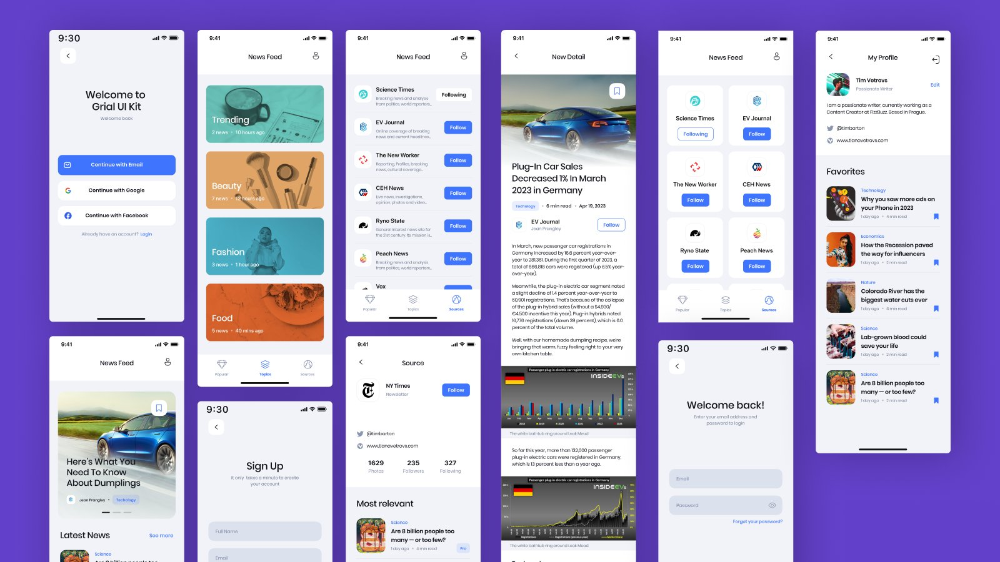 9:30
Welcome to
Grial UI Kit
Welcome back
Continue with Email
Continue with Google
Continue with Facebook
Already have an account? Login
9:41
News Feed
Here's What You
Need To Know
About Dumplings
Jean Prangley • Techology
Latest News
See more
Science
9:41
News Feed
Trending
2 news • 10 hours ago
Beauty
7 news • 12 hours ago
Fashion
3 news • 1 hour ago
Food
5 news • 40 mins ago
Popular
Topics
Sources
9:30
Sign Up
It only takes a minute to create
your account
Full Name
Email
9:41
News Feed
Science Times
Breaking news and analysis
from politics, world reporters...
Following
EV Journal
Online coverage of breaking
news and current headlines...
Follow
The New Worker
Reporting, Profiles, breaking
news, cultural coverage...
Follow
CEH News
Live news, investigations,
opinion, photos and video...
Follow
Ryno State
General interest news site for
the 21st century. Its mission is...
Follow
Peach News
Breaking news and analysis
from politics, world reporters...
Follow
Vox
Popular
Topics
Sources
9:41
Source
NY Times
Newsletter
Follow
@timbarton
www.tianavetrovs.com
1629
Photos
235
Followers
327
Following
Most relevant
Science
Are 8 billion people too
many — or too few?
1 day ago • 4 min read
Pro
9:41
New Detail
Plug-In Car Sales
Decreased 1% In March
2023 in Germany
Techology • 6 min read • Apr 19, 2023
EV Journal
Jean Prangley
Follow
In March, new passenger car registrations in
Germany increased by 16.6 percent year-over-
year to 281,361. During the first quarter of 2023, a
total of 666,818 cars were registered (up 6.5% year-
over-year).
Meanwhile, the plug-in electric car segment noted
a slight decline of 1.4 percent year-over-year to
60,901 registrations. That's because of the collapse
of the plug-in hybrid sales (without a $4,930/
€4,500 incentive this year). Plug-in hybrids noted
16,776 registrations (down 39 percent), which is 6.0
percent of the total volume.
Well, with our homemade dumpling recipe, we're
bringing that warm, fuzzy feeling right to your very
own kitchen table.
Passenger plug-in electric car registrations in Germany
INSIDEEVs
The white bathtub ring around Leak Mead
So far this year, more than 132,000 passenger
plug-in electric cars were registered in Germany,
which is 13 percent less than a year ago.
Passenger plug-in electric car registrations in Germany
INSIDEEVs
Registrations
Registrations (previous year)
Market share
The white bathtub ring around Leak Mead
9:41
News Feed
Science Times
Following
EV Journal
Follow
The New Worker
Follow
CEH News
Follow
Ryno State
Follow
Peach News
Follow
Popular
Topics
Sources
9:30
Welcome back!
Enter your email address and
password to login
Email
Password
Forgot your password?
9:41
My Profile
Tim Vetrovs
Passionate Writer
Edit
I am a passionate writer, currently working as a
Content Creator at FizzBuzz. Based in Prague.
@timbarton
www.tianavetrovs.com
Favorites
Technology
Why you saw more ads on
your Phone in 2023
1 day ago • 4 min read
Economics
How the Recession paved
the way for influencers
1 day ago • 2 min read
Nature
Colorado River has the
biggest water cuts ever
1 day ago • 4 min read
Science
Lab-grown blood could
save your life
1 day ago • 2 min read
Science
Are 8 billion people too
many — or too few?
1 day ago • 2 min read